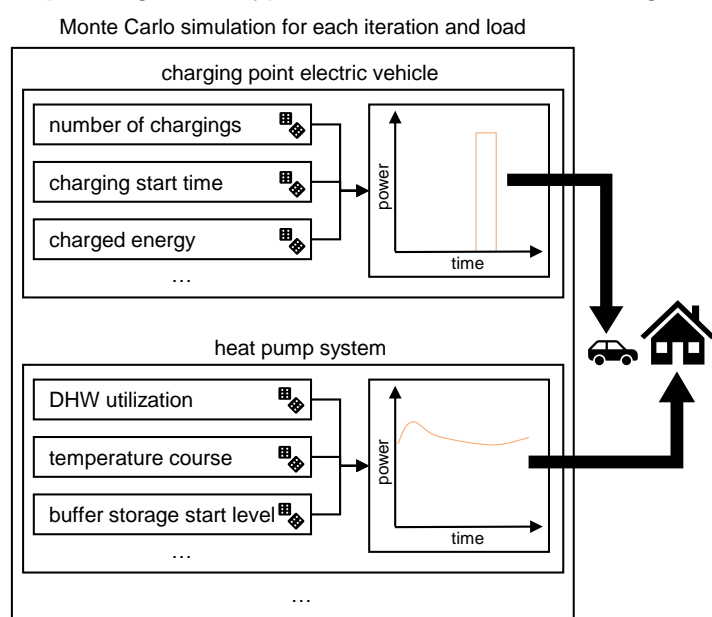 Monte Carlo simulation for each iteration and load
charging point electric vehicle
number of chargings
charging start time
charged energy
…
power
time
heat pump system
DHW utilization
temperature course
buffer storage start level
…
power
time
…